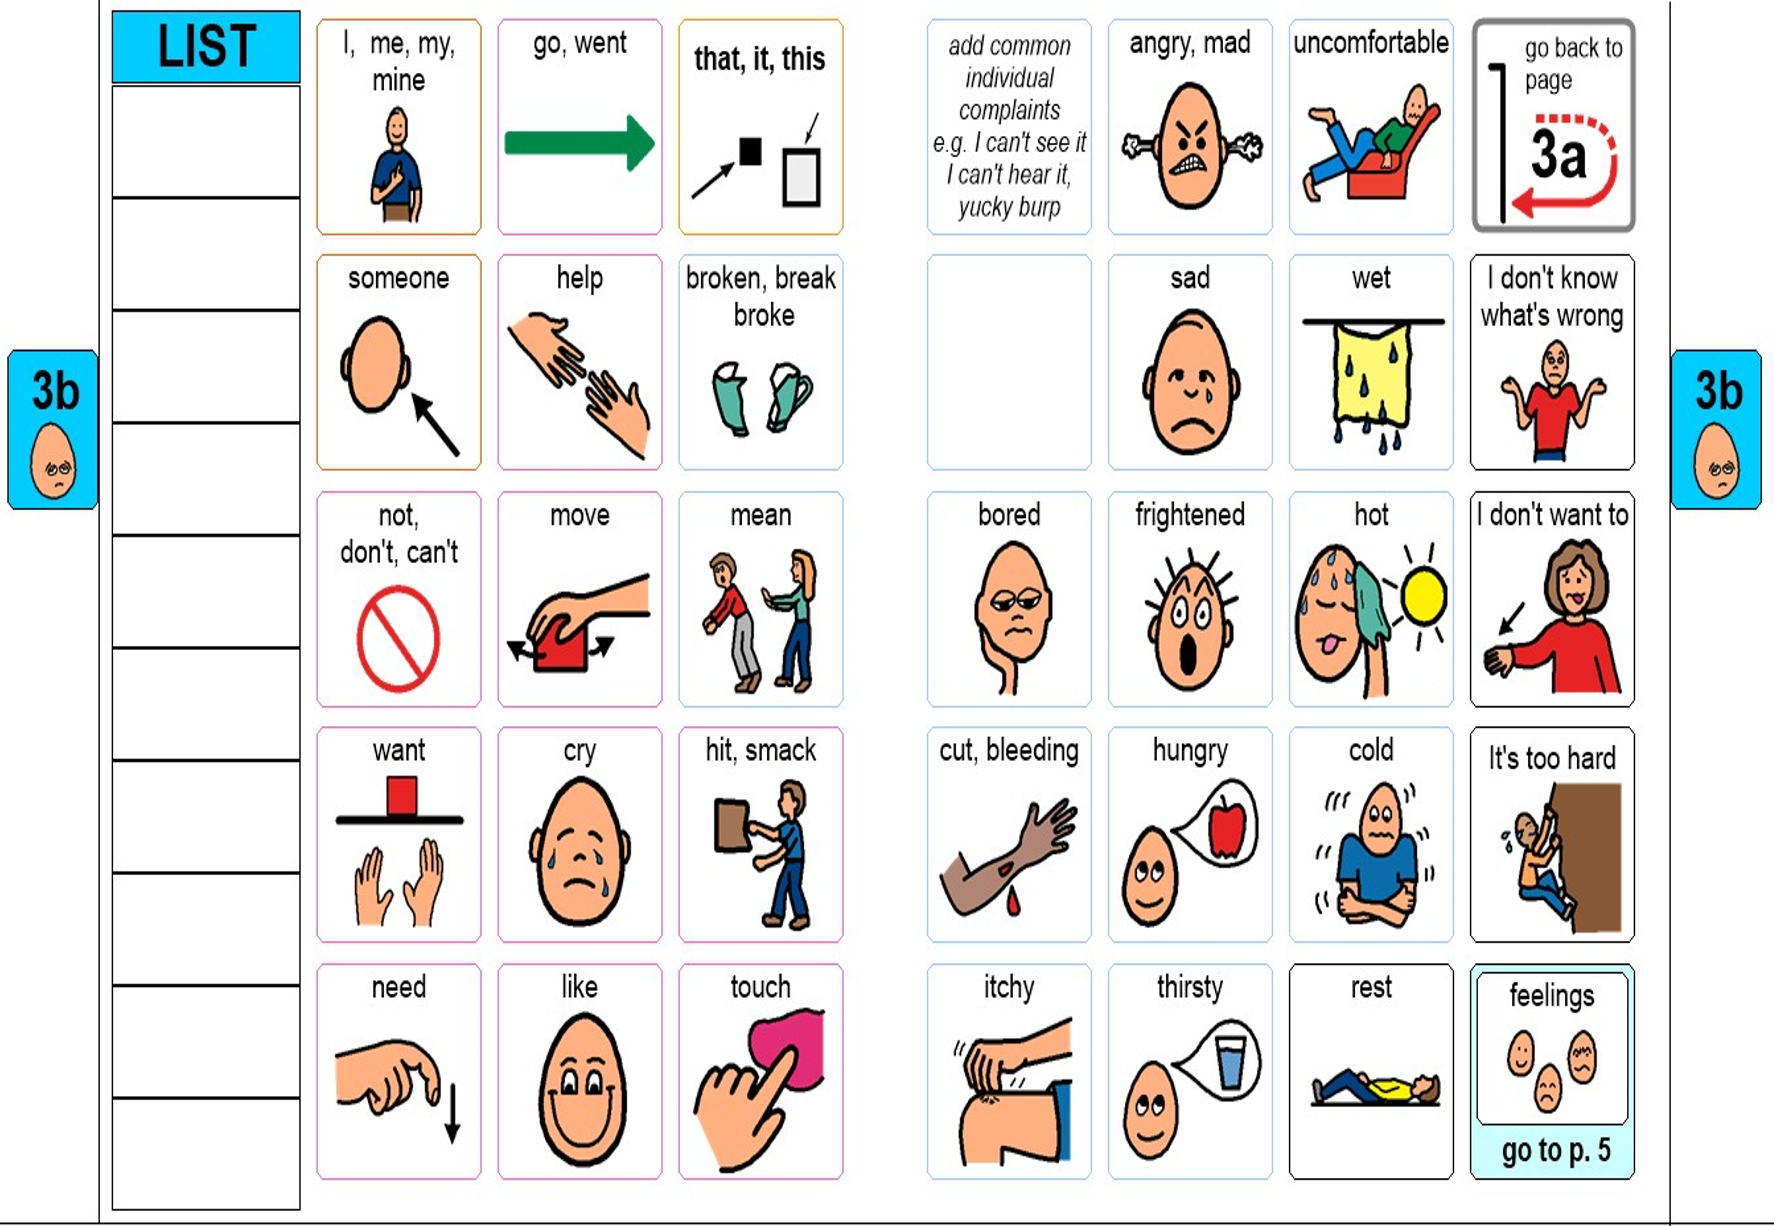 LIST
I, me, my,
mine
go, went
that, it, this
add common
individual
complaints
e.g. I can't see it
I can't hear it,
yucky burp
angry, mad
uncomfortable
go back to
page
3a
someone
help
broken, break
broke
sad
wet
I don't know
what's wrong
3b
3b
not,
don't, can't
move
mean
bored
frightened
hot
I don't want to
want
cry
hit, smack
cut, bleeding
hungry
cold
It's too hard
need
like
touch
itchy
thirsty
rest
feelings
go to p. 5